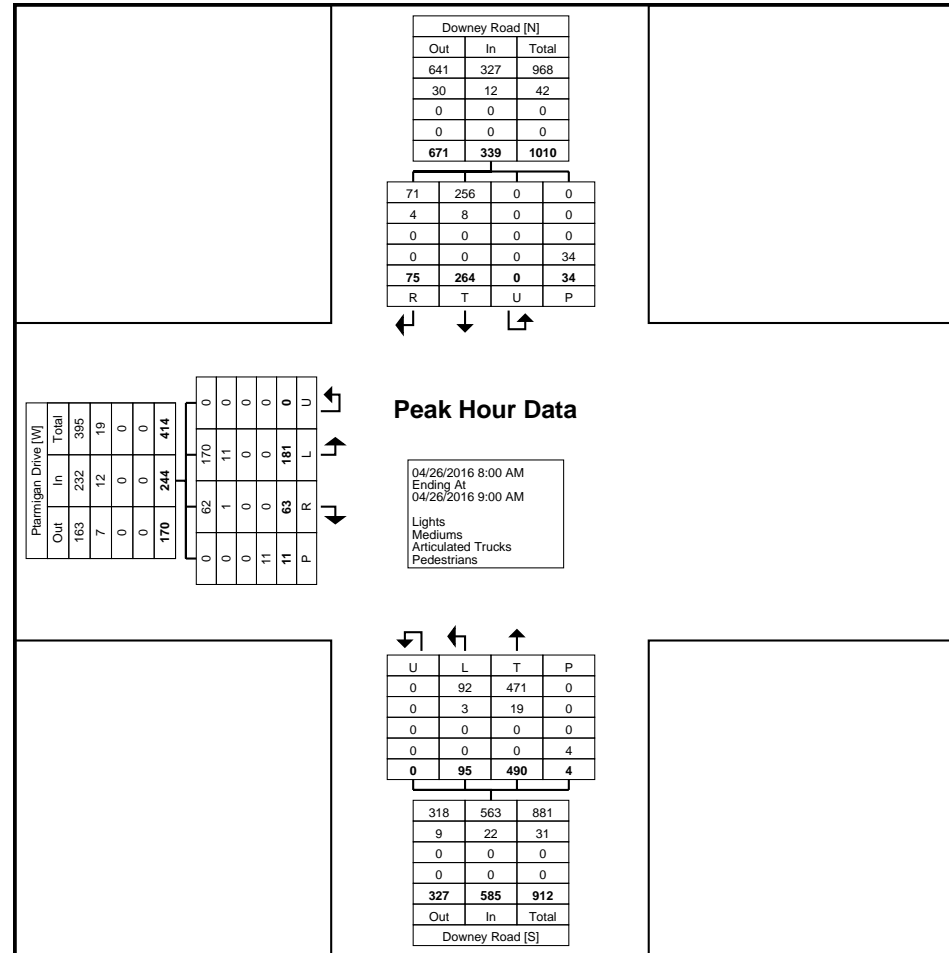 Downey Road [N]
Out In Total
641 327 968
30 12 42
0 0 0
0 0 0
671 339 1010
71 256 0 0
4 8 0 0
0 0 0 0
0 0 0 34
75 264 0 34
R T U P
Ptarmigan Drive [W]
Out In Total
163 232 395
7 12 19
0 0 0
0 0 0
170 244 414
0 62 170 0
0 1 11 0
0 0 0 0
11 0 0 0
11 63 181 0
P R L U
Peak Hour Data
04/26/2016 8:00 AM
Ending At
04/26/2016 9:00 AM
Lights
Mediums
Articulated Trucks
Pedestrians
U L T P
0 92 471 0
0 3 19 0
0 0 0 0
0 0 0 4
0 95 490 4
318 563 881
9 22 31
0 0 0
0 0 0
327 585 912
Out In Total
Downey Road [S]